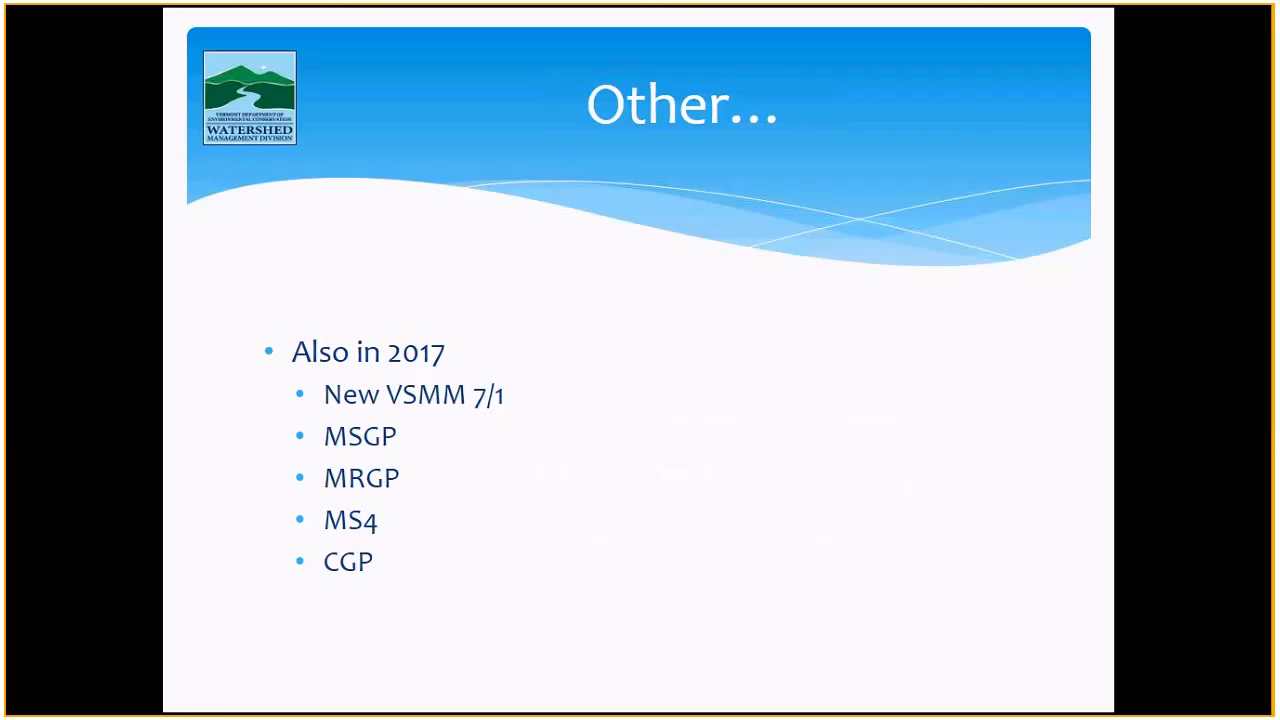 VERMONT DEPARTMENT OF
ENVIRONMENTAL CONSERVATION
WATERSHED
MANAGEMENT DIVISION
Other...
• Also in 2017
• New VSMM 7/1
• MSGP
• MRGP
• MS4
• CGP